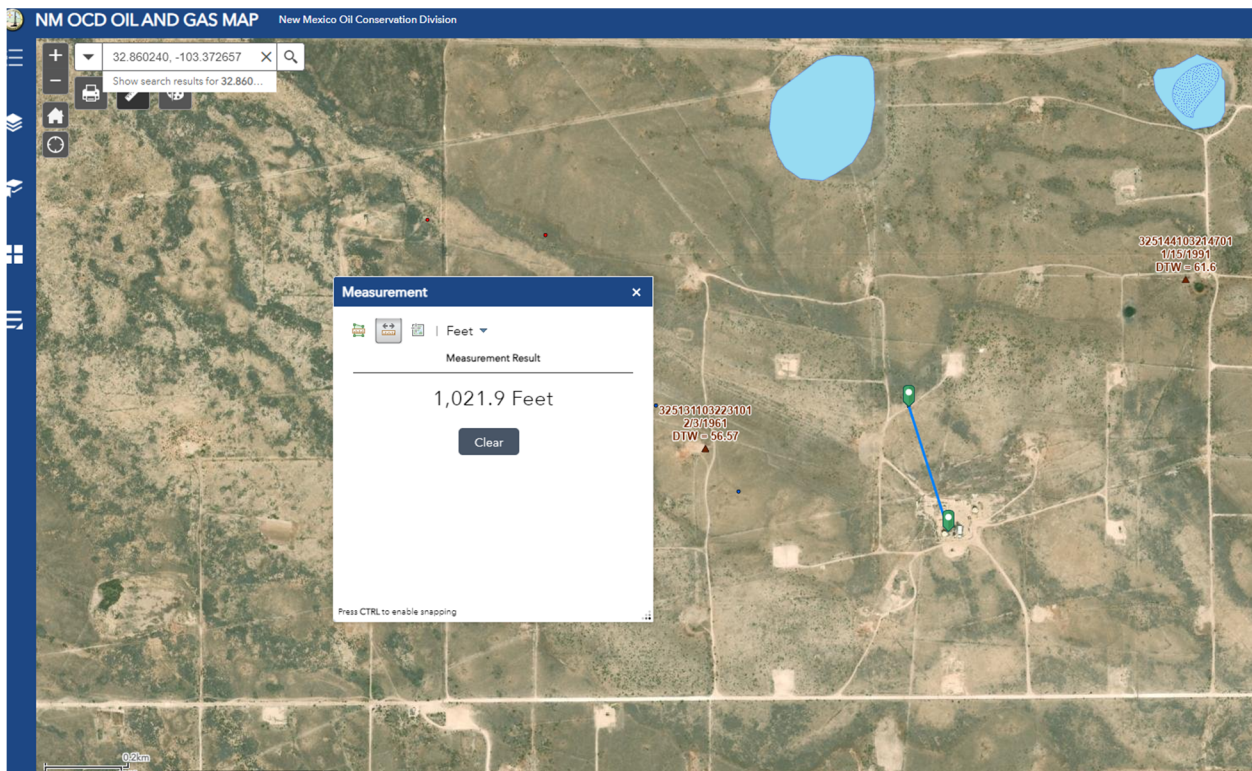 NM OCD OIL AND GAS MAP New Mexico Oil Conservation Division
32.860240, -103.372657
Show search results for 32.860...
325144103214701
1/15/1991
DTW = 61.6
Measurement
Feet
Measurement Result
1,021.9 Feet
Clear
Press CTRL to enable snapping
325131103223101
2/3/1961
DTW = 56.57
0.2km